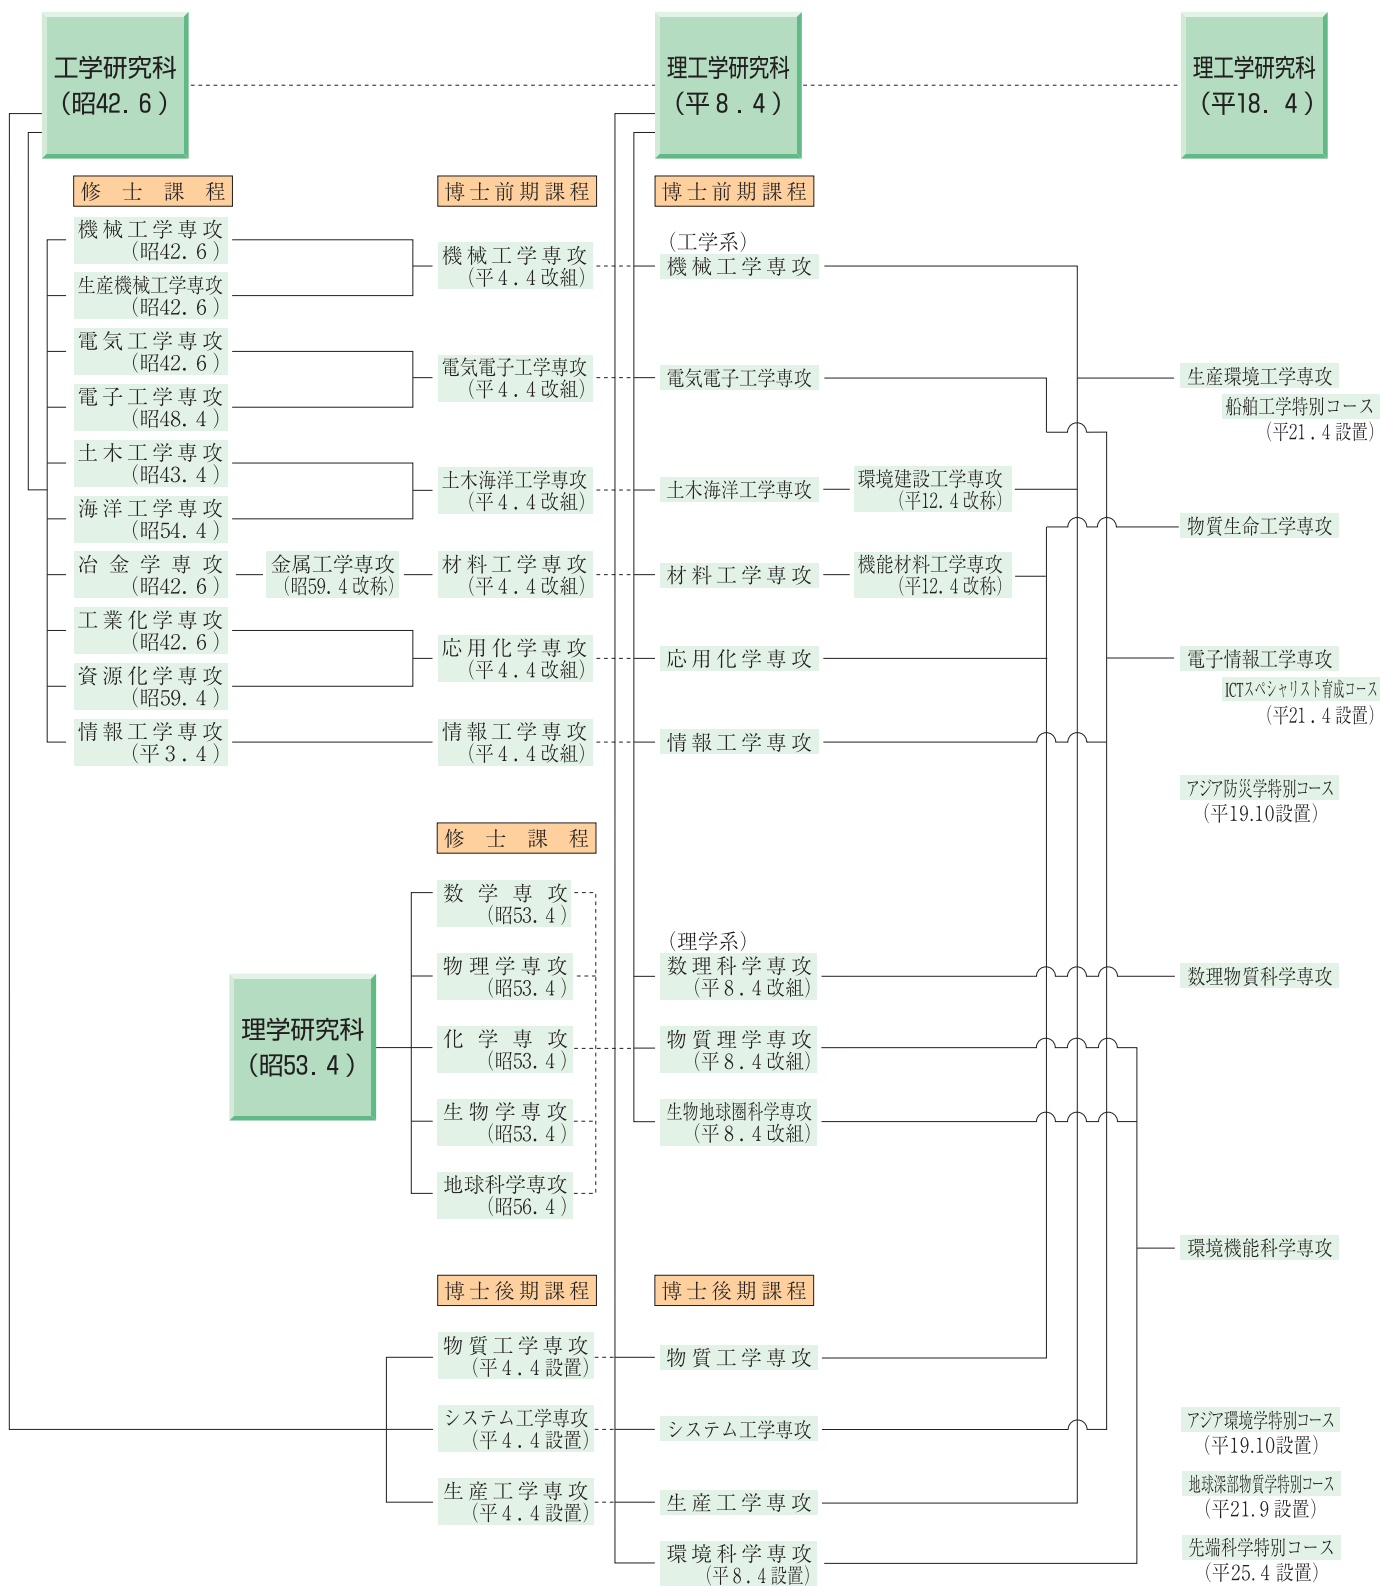 工学研究科
（昭42．6）
理工学研究科
（平8．4）
理工学研究科
（平18．4）
修士課程
機械工学専攻
（昭42．6）
生産機械工学専攻
（昭42．6）
電気工学専攻
（昭42．6）
電子工学専攻
（昭48．4）
土木工学専攻
（昭43．4）
海洋工学専攻
（昭54．4）
冶金学専攻
（昭42．6）
金属工学専攻
（昭59．4改称）
工業化学専攻
（昭42．6）
資源化学専攻
（昭59．4）
情報工学専攻
（平3．4）
博士前期課程
機械工学専攻
（平4．4改組）
電気電子工学専攻
（平4．4改組）
土木海洋工学専攻
（平4．4改組）
材料工学専攻
（平4．4改組）
応用化学専攻
（平4．4改組）
情報工学専攻
（平4．4改組）
博士前期課程
（工学系）
機械工学専攻
電気電子工学専攻
土木海洋工学専攻
環境建設工学専攻
（平12．4改称）
材料工学専攻
機能材料工学専攻
（平12．4改称）
応用化学専攻
情報工学専攻
生産環境工学専攻
船舶工学特別コース
（平21．4設置）
物質生命工学専攻
電子情報工学専攻
ICTスペシャリスト育成コース
（平21．4設置）
アジア防災学特別コース
（平19.10設置）
理学研究科
（昭53．4）
修士課程
数学専攻
（昭53．4）
物理学専攻
（昭53．4）
化学専攻
（昭53．4）
生物学専攻
（昭53．4）
地球科学専攻
（昭56．4）
（理学系）
数理科学専攻
（平8．4改組）
物質理学専攻
（平8．4改組）
生物地球圏科学専攻
（平8．4改組）
数理物質科学専攻
環境機能科学専攻
博士後期課程
物質工学専攻
（平4．4設置）
システム工学専攻
（平4．4設置）
生産工学専攻
（平4．4設置）
博士後期課程
物質工学専攻
システム工学専攻
生産工学専攻
環境科学専攻
（平8．4設置）
アジア環境学特別コース
（平19.10設置）
地球深部物質学特別コース
（平21.9設置）
先端科学特別コース
（平25.4設置）